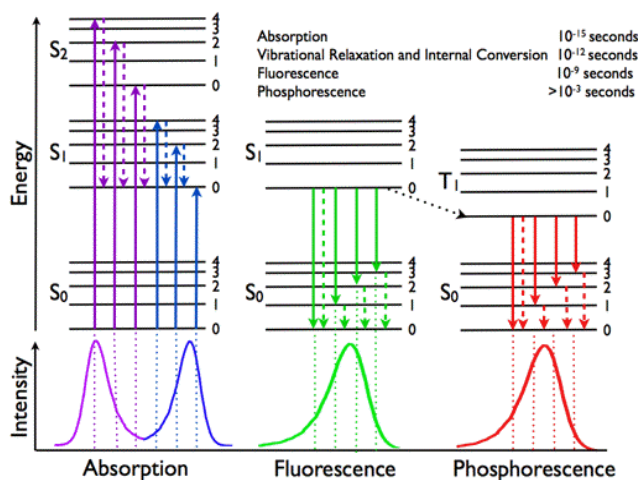 Absorption 10⁻¹⁵ seconds
Vibrational Relaxation and Internal Conversion 10⁻¹² seconds
Fluorescence 10⁻⁹ seconds
Phosphorescence >10⁻³ seconds
Energy
S₂
4
3
2
1
0
S₁
4
3
2
1
0
S₀
4
3
2
1
0
S₁
4
3
2
1
0
S₀
4
3
2
1
0
T₁
4
3
2
1
0
S₀
4
3
2
1
0
Intensity
Absorption
Fluorescence
Phosphorescence